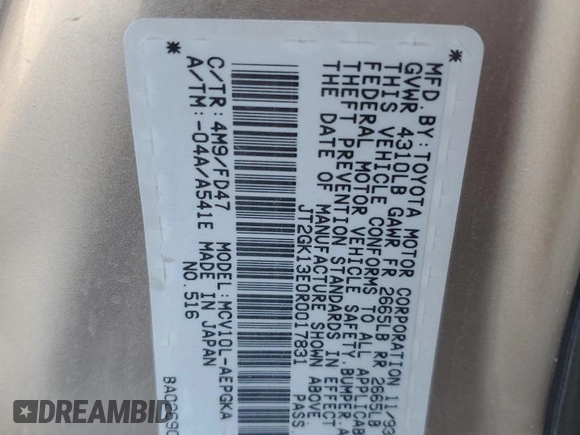 MFD.BY:TOYOTA MOTOR CORPORATION 11-93
GVWR 4310LB GAWR FR 2665LB RR 2665LB
THIS VEHICLE CONFORMS TO ALL APPLICABLE
FEDERAL MOTOR VEHICLE SAFETY,BUMPER,A
THEFT PREVENTION STANDARDS IN EFFECT
THE DATE OF MANUFACTURE SHOWN ABOVE.
JT2GK13E0R0017831 PASS.
* *
C/TR:4M9/FD47 MODEL:MCV10L-AEPGKA
A/TM:-04A/A541E MADE IN JAPAN
NO.516
BA02690
DREAMBID